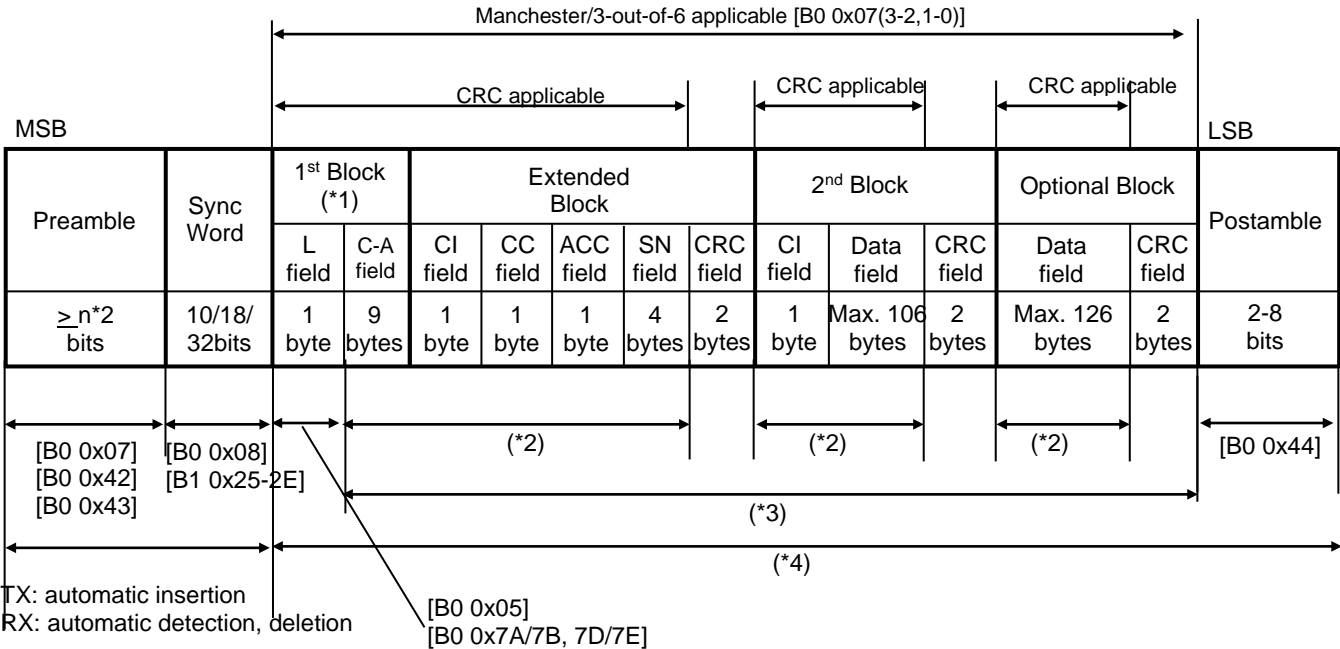 Manchester/3-out-of-6 applicable [B0 0x07(3-2,1-0)]
CRC applicable
CRC applicable
CRC applicable
MSB
LSB
Preamble
Sync
Word
1st Block
(*1)
Extended
Block
2nd Block
Optional Block
Postamble
L
field
C-A
field
CI
field
CC
field
ACC
field
SN
field
CRC
field
CI
field
Data
field
CRC
field
Data
field
CRC
field
≥ n*2
bits
10/18/
32bits
1
byte
9
bytes
1
byte
1
byte
1
byte
4
bytes
2
bytes
1
byte
Max. 106
bytes
2
bytes
Max. 126
bytes
2
bytes
2-8
bits
[B0 0x07]
[B0 0x42]
[B0 0x43]
[B0 0x08]
[B1 0x25-2E]
(*2)
(*2)
(*2)
[B0 0x44]
(*3)
(*4)
TX: automatic insertion
RX: automatic detection, deletion
[B0 0x05]
[B0 0x7A/7B, 7D/7E]